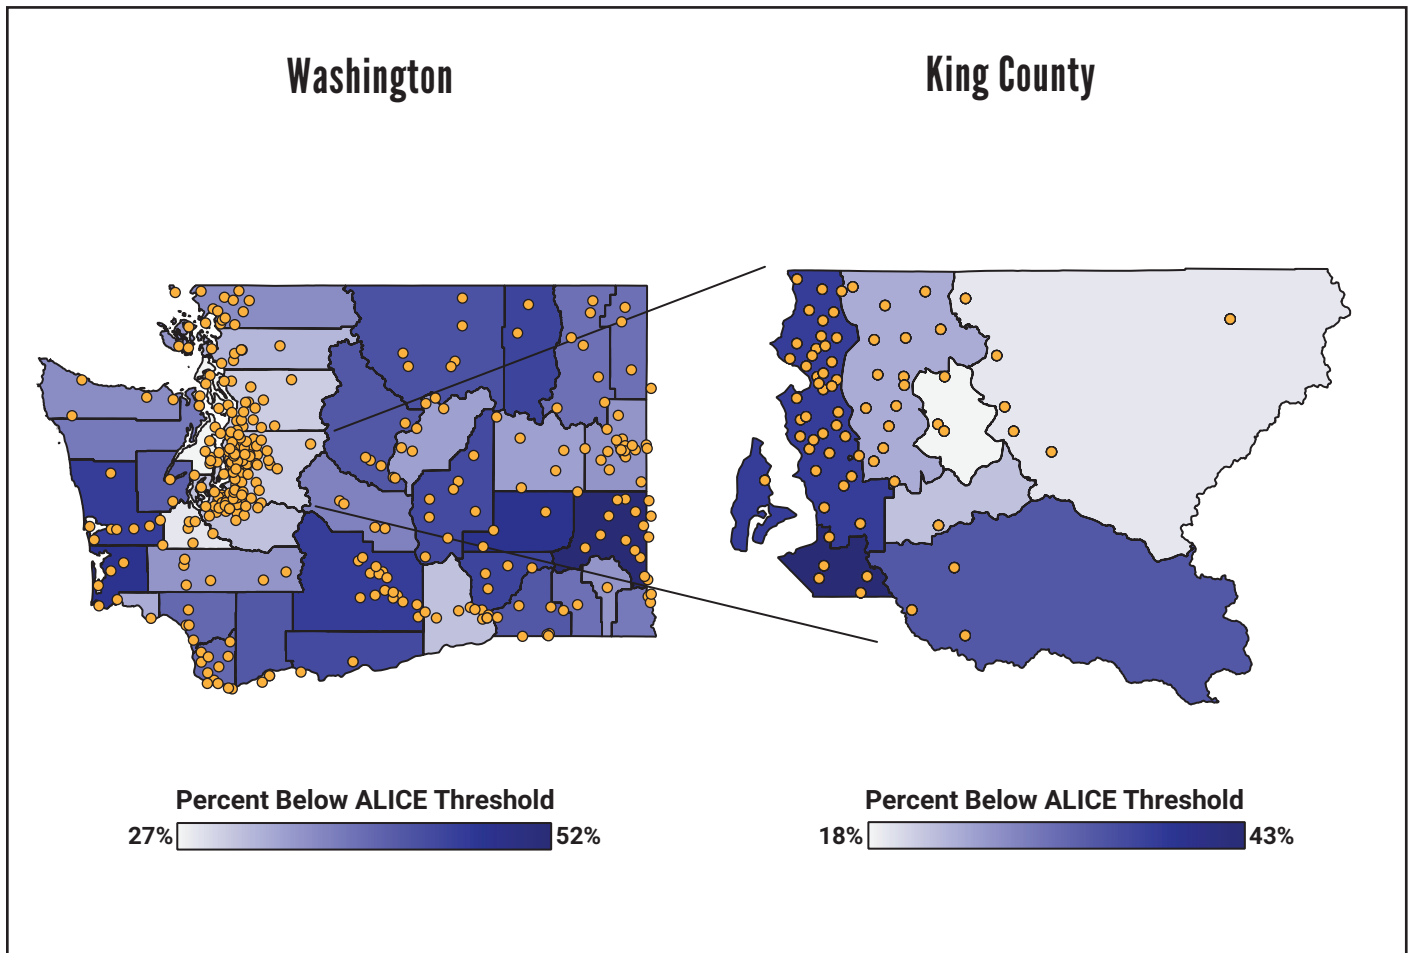 Washington
King County
Percent Below ALICE Threshold
27%
52%
Percent Below ALICE Threshold
18%
43%